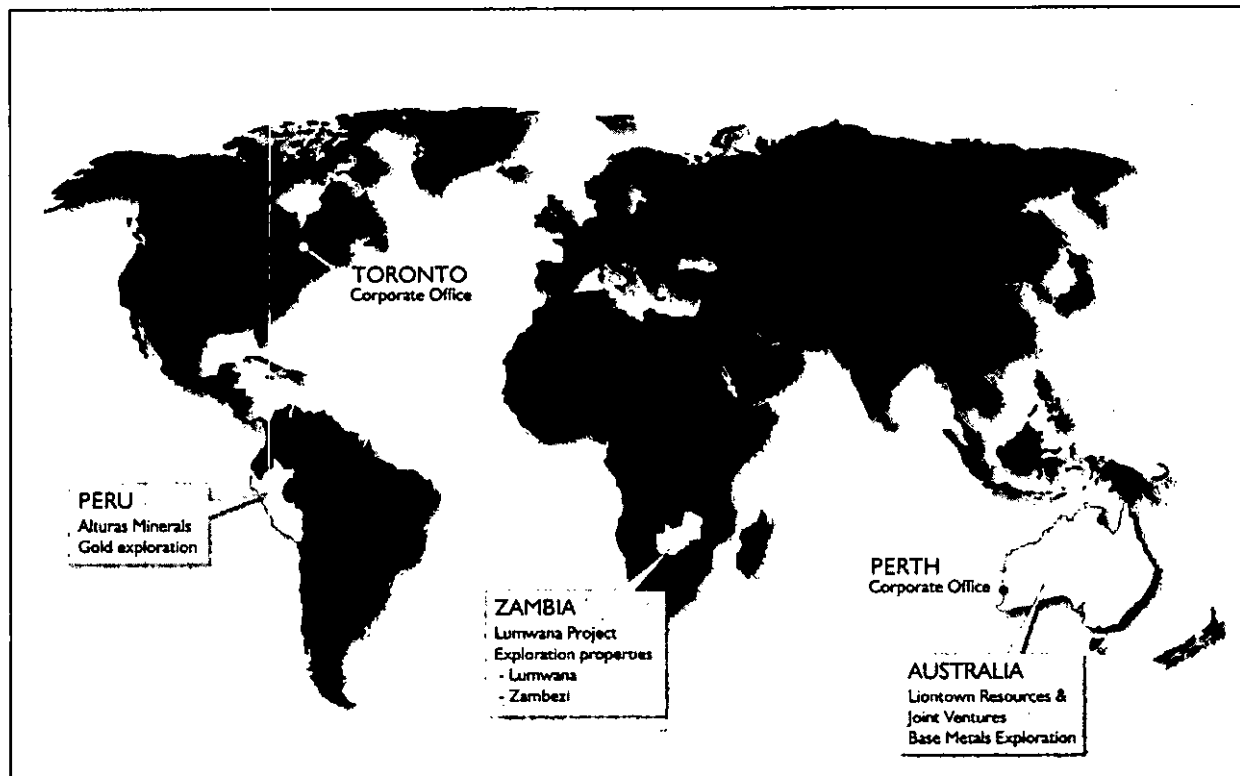 TORONTO
Corporate Office
PERU
Alturas Minerals
Gold exploration
ZAMBIA
Lumwana Project
Exploration properties
- Lumwana
- Zambezi
PERTH
Corporate Office
AUSTRALIA
Liontown Resources &
Joint Ventures
Base Metals Exploration